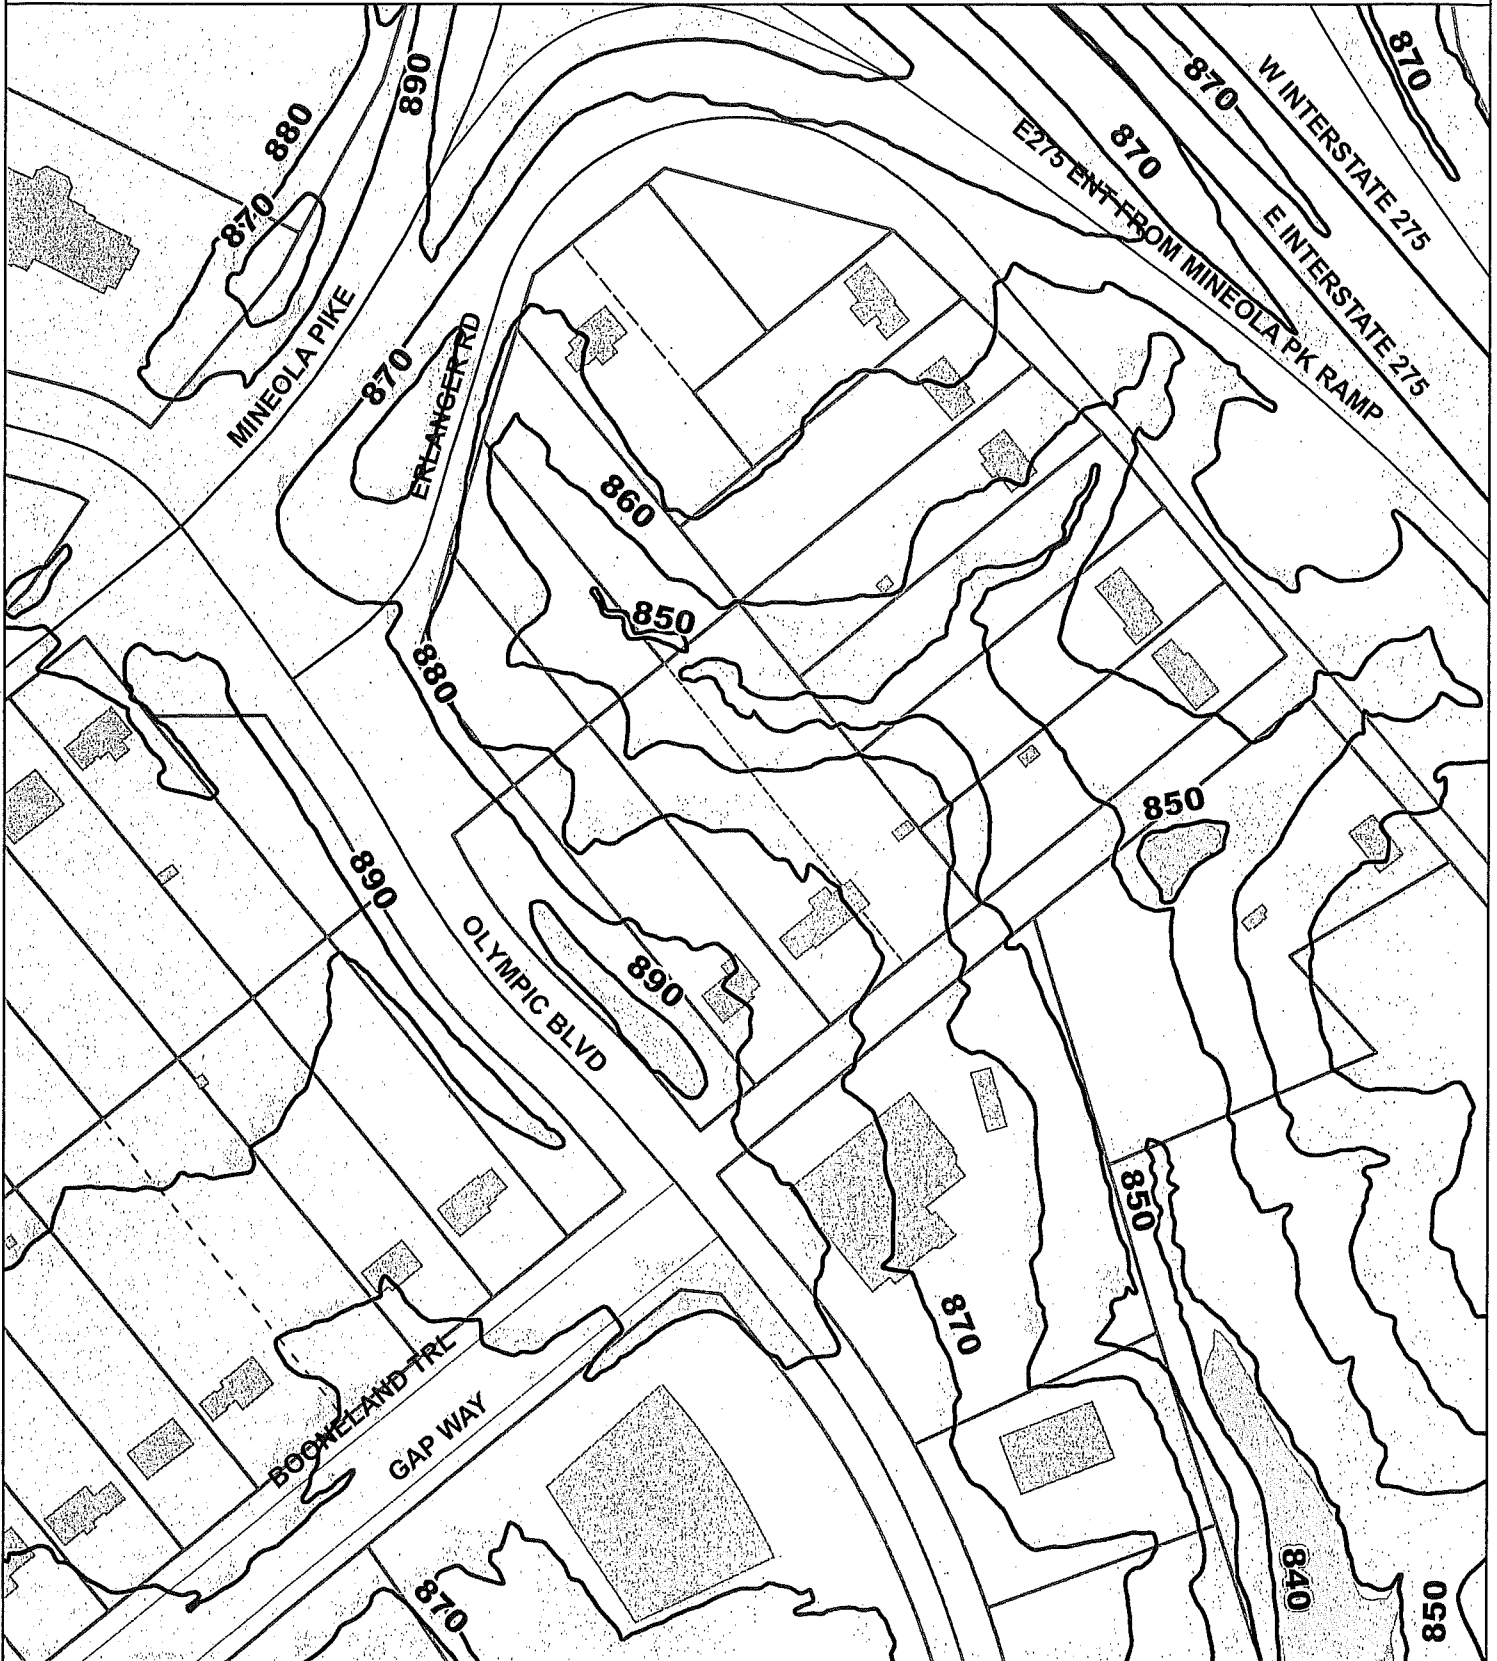 870
890
870
W INTERSTATE 275
880
870
E275 ENT FROM MINEOLA PK RAMP
870
E INTERSTATE 275
MINEOLA PIKE
870
ERLANGER RD
860
850
880
850
890
OLYMPIC BLVD
890
850
870
BOONELAND TRL
GAP WAY
870
840
850